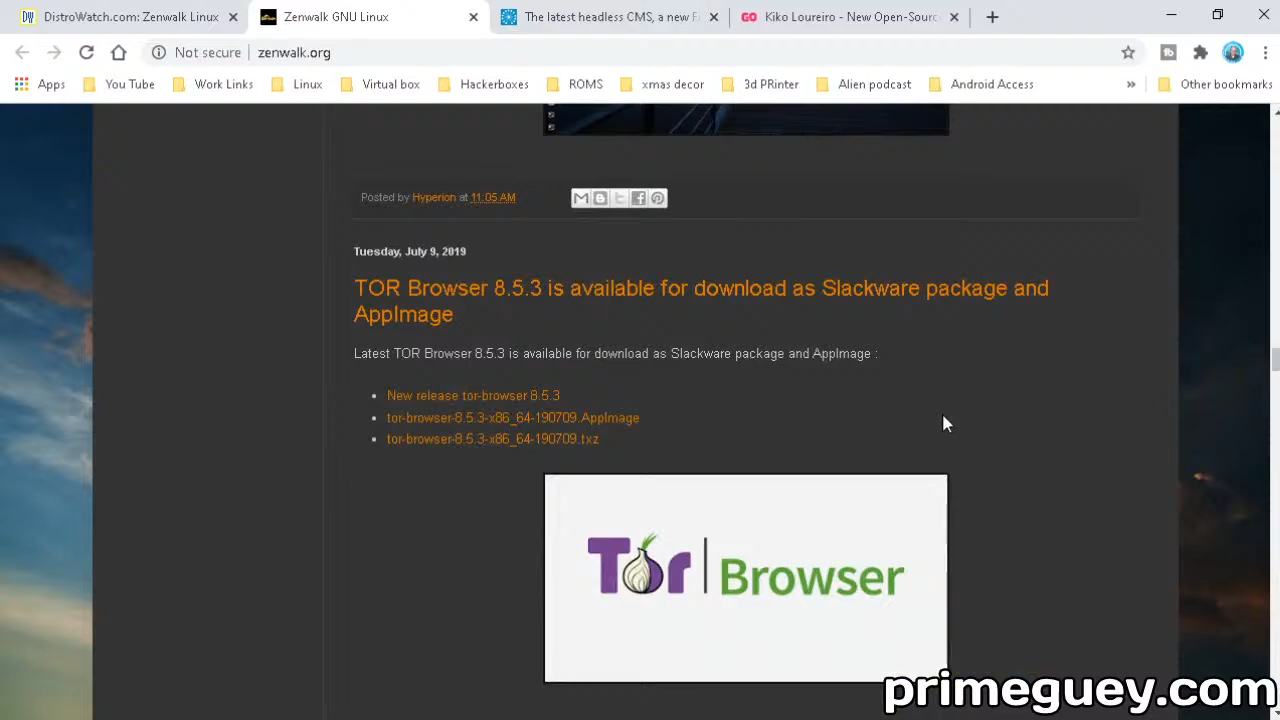 DistroWatch.com: Zenwalk Linux
Zenwalk GNU Linux
The latest headless CMS, a new F
Kiko Loureiro - New Open-Sourc
Not secure
zenwalk.org
Apps
You Tube
Work Links
Linux
Virtual box
Hackerboxes
ROMS
xmas decor
3d PRinter
Alien podcast
Android Access
Other bookmarks
Posted by Hyperion at 11:05 AM
Tuesday, July 9, 2019
TOR Browser 8.5.3 is available for download as Slackware package and
AppImage
Latest TOR Browser 8.5.3 is available for download as Slackware package and AppImage :
New release tor-browser 8.5.3
tor-browser-8.5.3-x86_64-190709.AppImage
tor-browser-8.5.3-x86_64-190709.txz
Tor Browser
primeguey.com